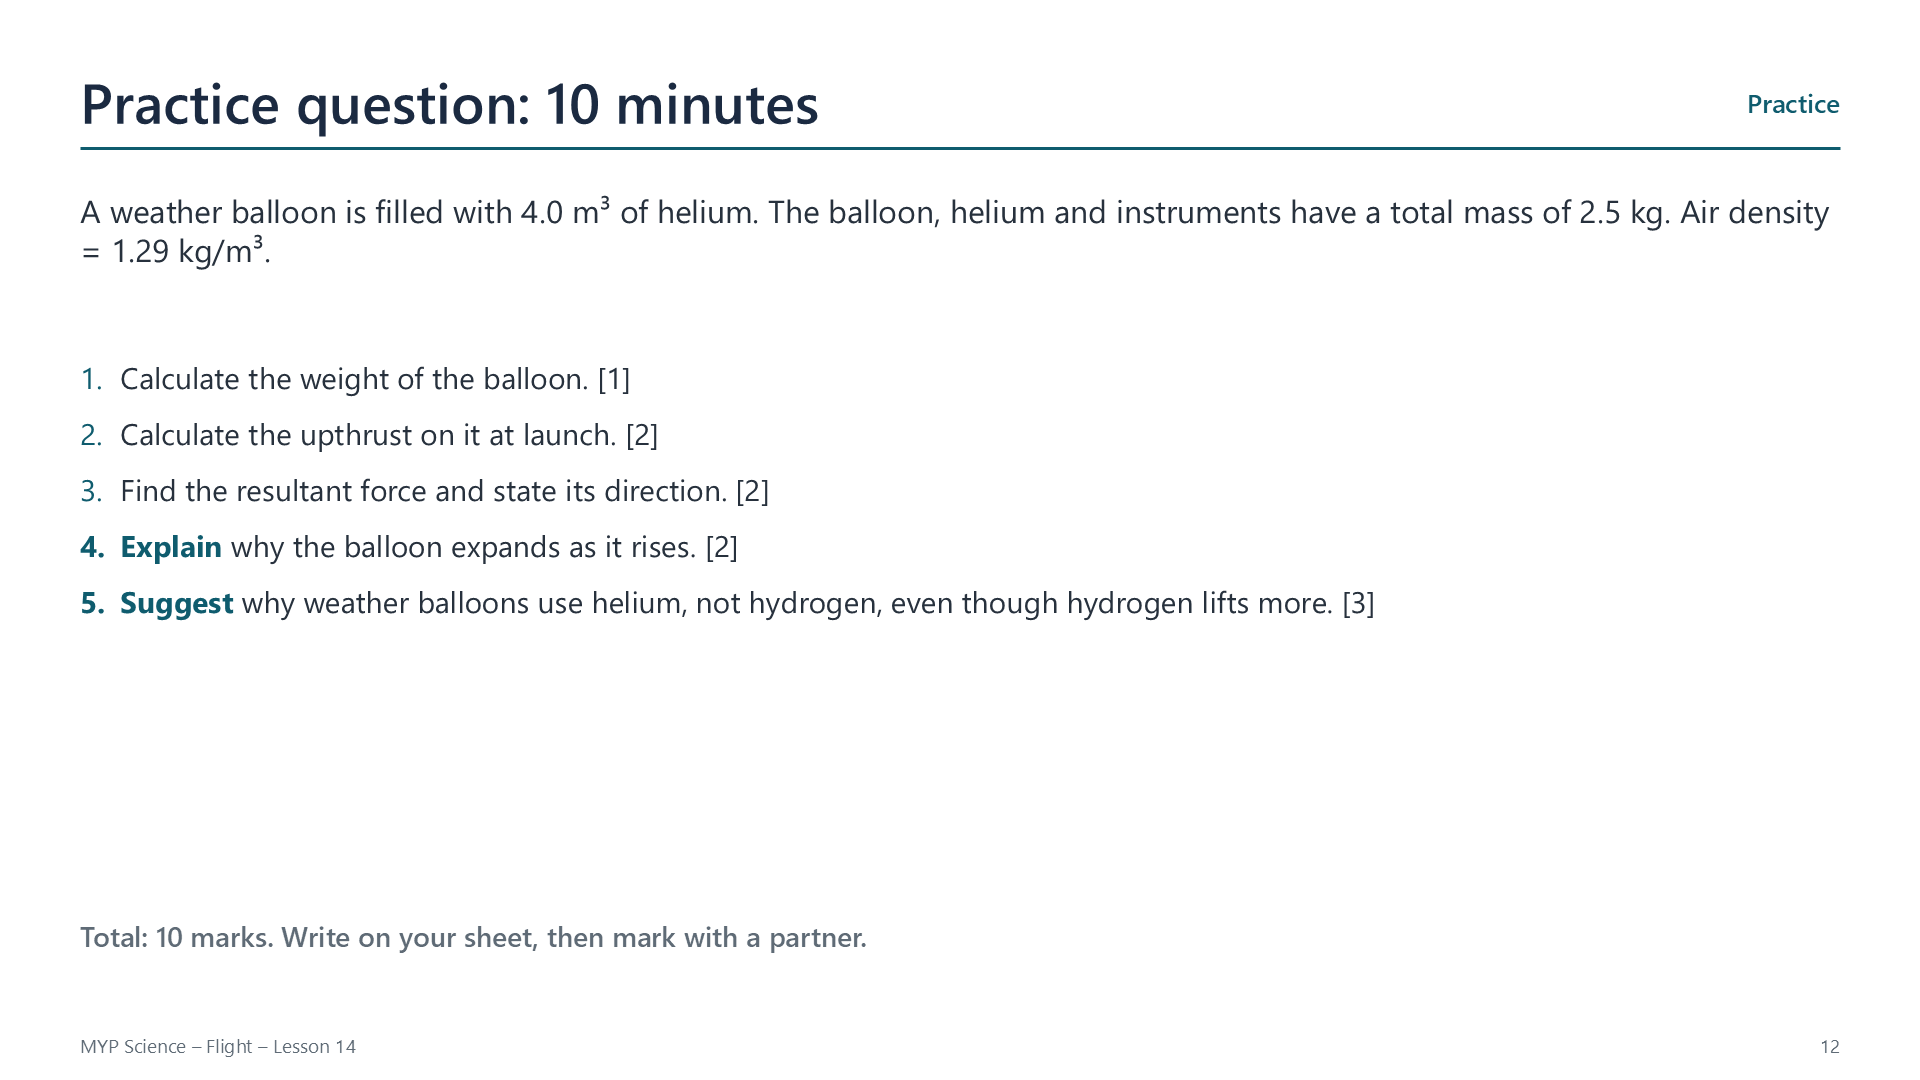 Practice question: 10 minutes
Practice
A weather balloon is filled with 4.0 m³ of helium. The balloon, helium and instruments have a total mass of 2.5 kg. Air density
= 1.29 kg/m³.
1. Calculate the weight of the balloon. [1]
2. Calculate the upthrust on it at launch. [2]
3. Find the resultant force and state its direction. [2]
4. Explain why the balloon expands as it rises. [2]
5. Suggest why weather balloons use helium, not hydrogen, even though hydrogen lifts more. [3]
Total: 10 marks. Write on your sheet, then mark with a partner.
MYP Science – Flight – Lesson 14
12